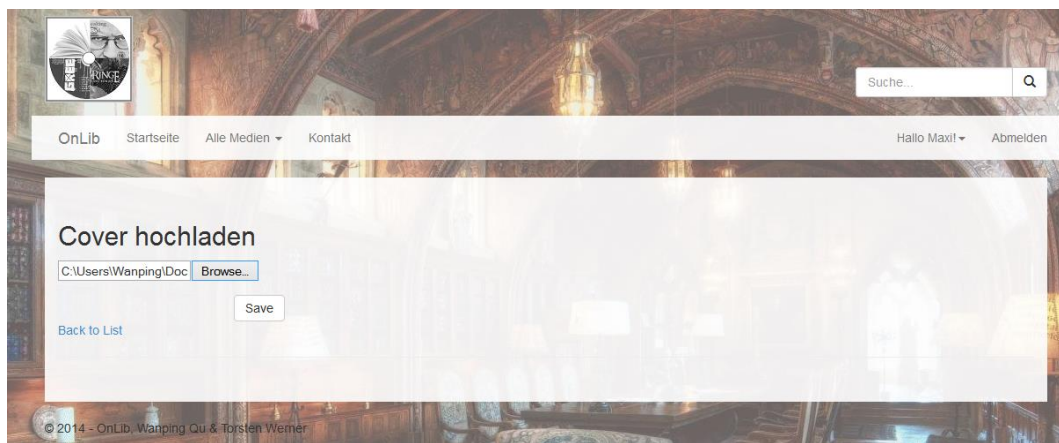 RINGE
Suche...
OnLib Startseite Alle Medien Kontakt Hallo Maxi! Abmelden
Cover hochladen
C:\Users\Wanping\Doc Browse...
Save
Back to List
© 2014 - OnLib, Wanping Qu & Torsten Werner